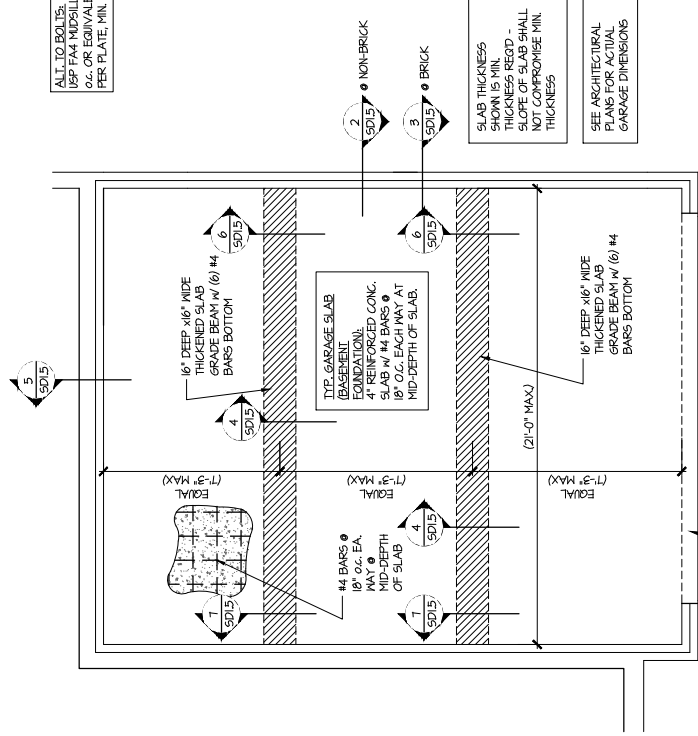 ALT. TO BOLTS:
USP FA4 MUDSILL
O.C. OR EQUIVALE
PER PLATE, MIN.
5
SD1.5
2
SD1.5
@ NON-BRICK
3
SD1.5
@ BRICK
SLAB THICKNESS
SHOWN IS MIN.
THICKNESS REQ'D -
SLOPE OF SLAB SHALL
NOT COMPROMISE MIN.
THICKNESS
SEE ARCHITECTURAL
PLANS FOR ACTUAL
GARAGE DIMENSIONS
16" DEEP x16" WIDE
THICKENED SLAB
GRADE BEAM W/ (6) #4
BARS BOTTOM
6
SD1.5
6
SD1.5
4
SD1.5
TYP. GARAGE SLAB
(BASEMENT
FOUNDATION):
4" REINFORCED CONC.
SLAB W/ #4 BARS @
18" O.C. EACH WAY AT
MID-DEPTH OF SLAB.
16" DEEP x16" WIDE
THICKENED SLAB
GRADE BEAM W/ (6) #4
BARS BOTTOM
(21'-0" MAX.)
EQUAL
(7'-3" MAX)
EQUAL
(7'-3" MAX)
EQUAL
(7'-3" MAX)
7
SD1.5
#4 BARS @
18" O.C. EA.
WAY @
MID-DEPTH
OF SLAB
4
SD1.5
7
SD1.5